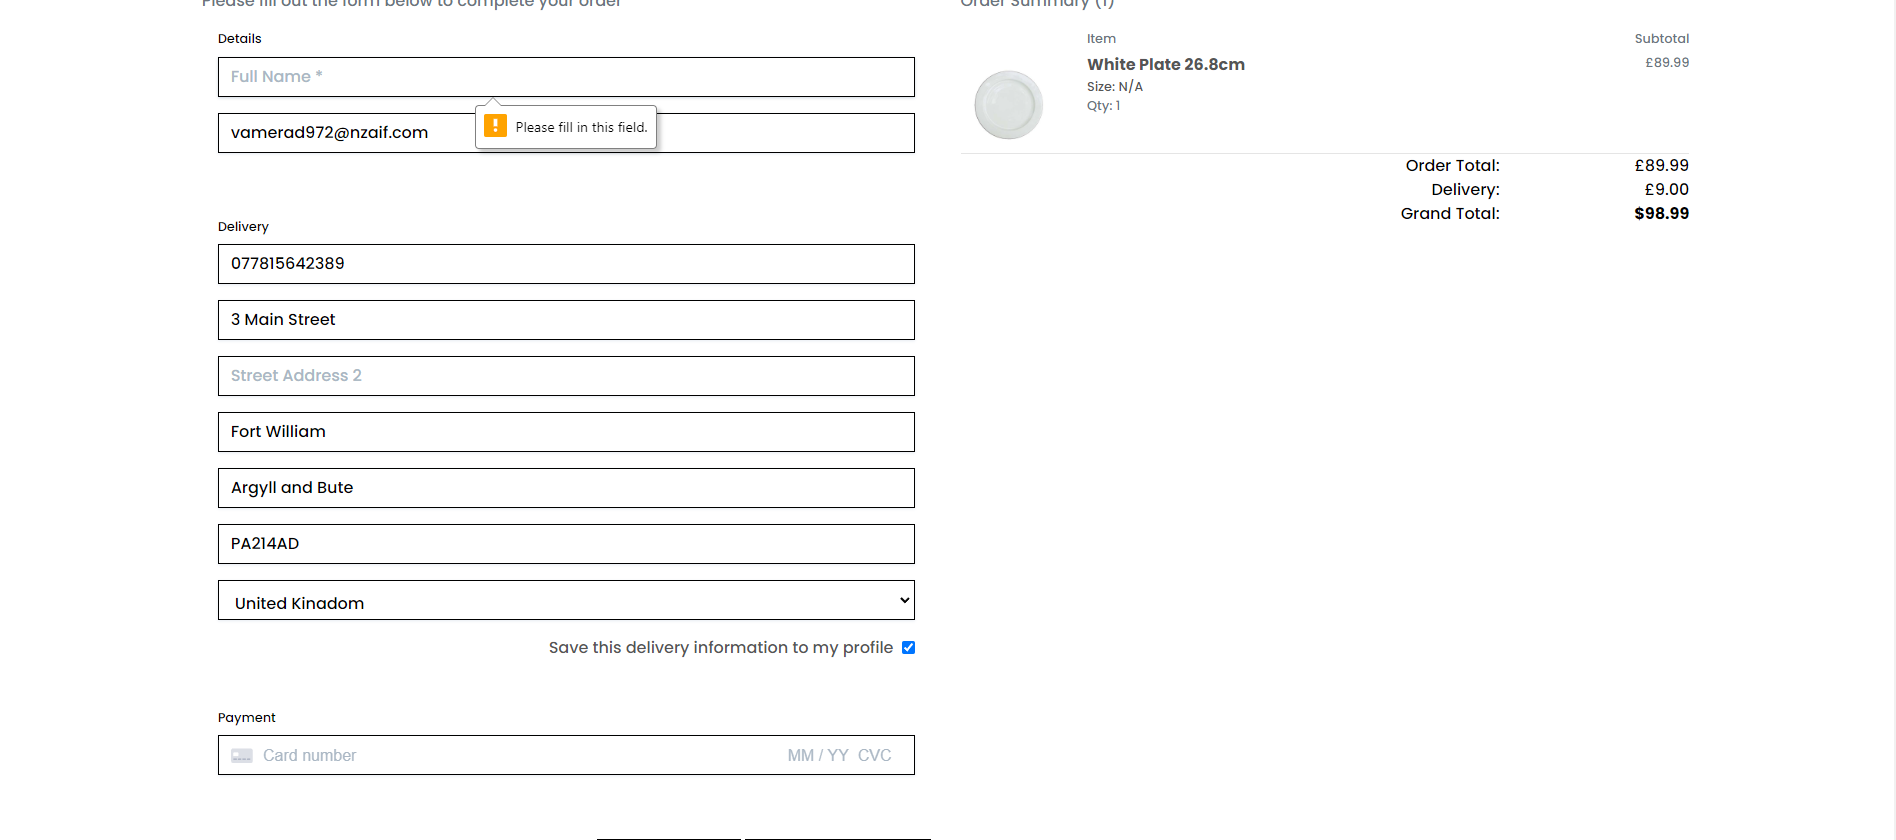 Please fill out the form below to complete your order
Details
Full Name *
Please fill in this field.
vamerad972@nzaif.com
Delivery
077815642389
3 Main Street
Street Address 2
Fort William
Argyll and Bute
PA214AD
United Kingdom
Save this delivery information to my profile
Payment
Card number MM / YY CVC
Order Summary (1)
Item Subtotal
White Plate 26.8cm £89.99
Size: N/A
Qty: 1
Order Total: £89.99
Delivery: £9.00
Grand Total: $98.99